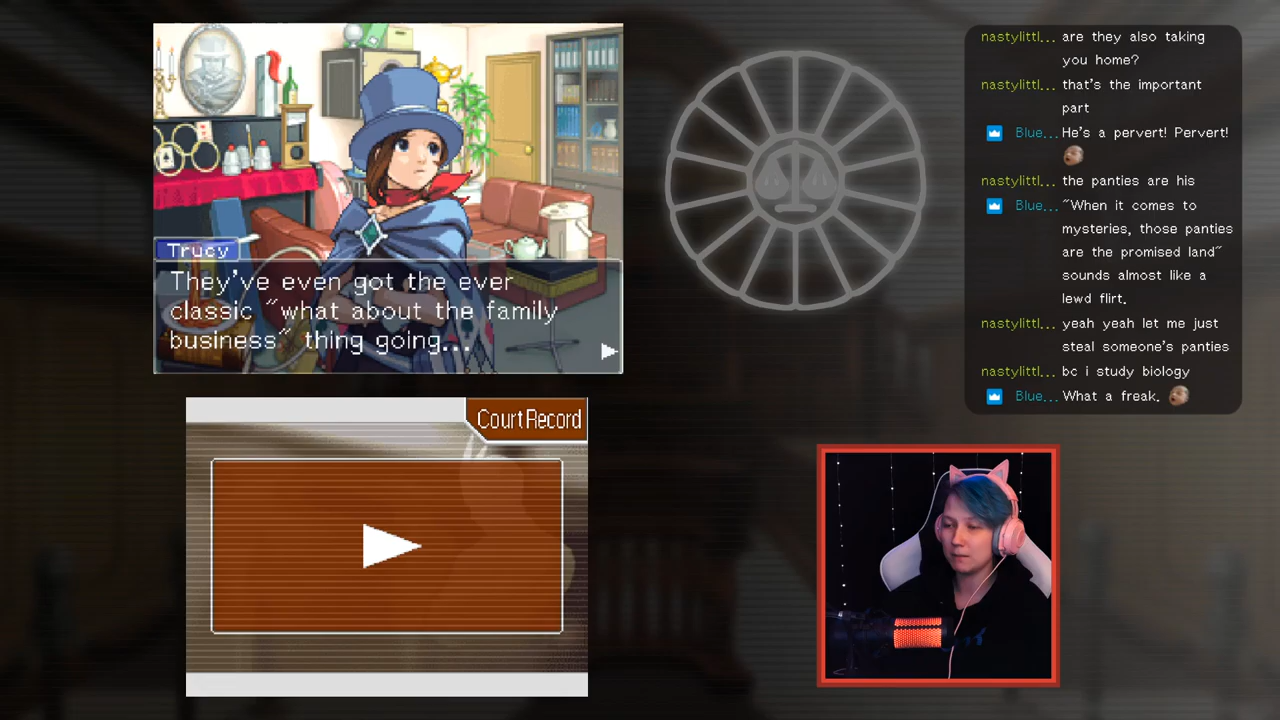 Trucy
They've even got the ever
classic "what about the family
business" thing going...
Court Record
nastylittl... are they also taking
you home?
nastylittl... that's the important
part
Blue... He's a pervert! Pervert!
nastylittl... the panties are his
Blue... "When it comes to
mysteries, those panties
are the promised land"
sounds almost like a
lewd flirt.
nastylittl... yeah yeah let me just
steal someone's panties
nastylittl... bc i study biology
Blue... What a freak.